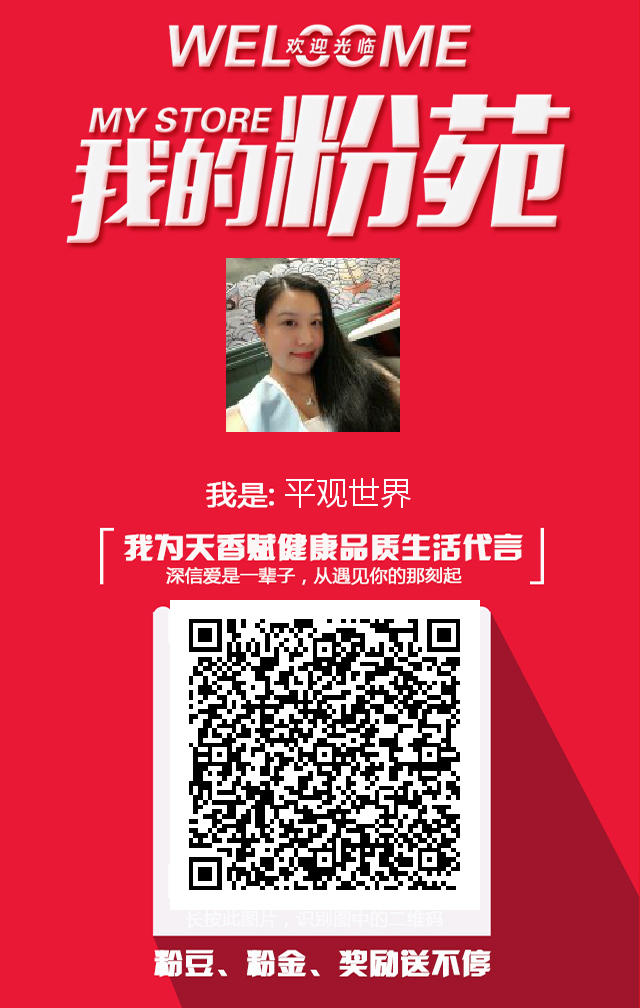 WELCOME
欢迎光临
MY STORE
我的粉苑
我是: 平观世界
我为天香赋健康品质生活代言
深信爱是一辈子，从遇见你的那刻起
长按此图片，识别图中的二维码
粉豆、粉金、奖励送不停